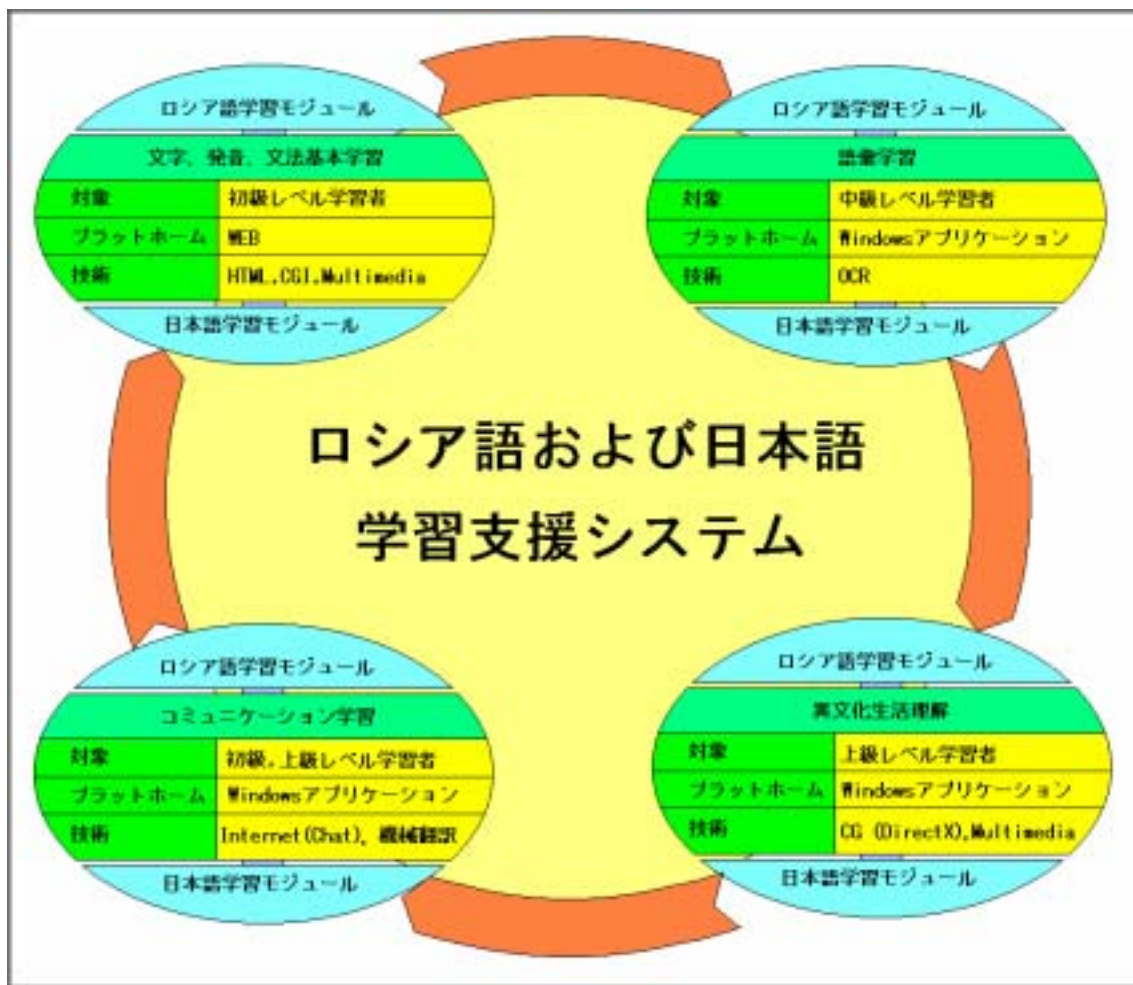 ロシア語学習モジュール
文字、発音、文法基本学習
対象 初級レベル学習者
プラットホーム WEB
技術 HTML,CGI,Multimedia
日本語学習モジュール
ロシア語学習モジュール
語彙学習
対象 中級レベル学習者
プラットホーム Windowsアプリケーション
技術 OCR
日本語学習モジュール
ロシア語および日本語
学習支援システム
ロシア語学習モジュール
コミュニケーション学習
対象 初級,上級レベル学習者
プラットホーム Windowsアプリケーション
技術 Internet(Chat)、機械翻訳
日本語学習モジュール
ロシア語学習モジュール
異文化生活理解
対象 上級レベル学習者
プラットホーム Windowsアプリケーション
技術 CG (DirectX),Multimedia
日本語学習モジュール